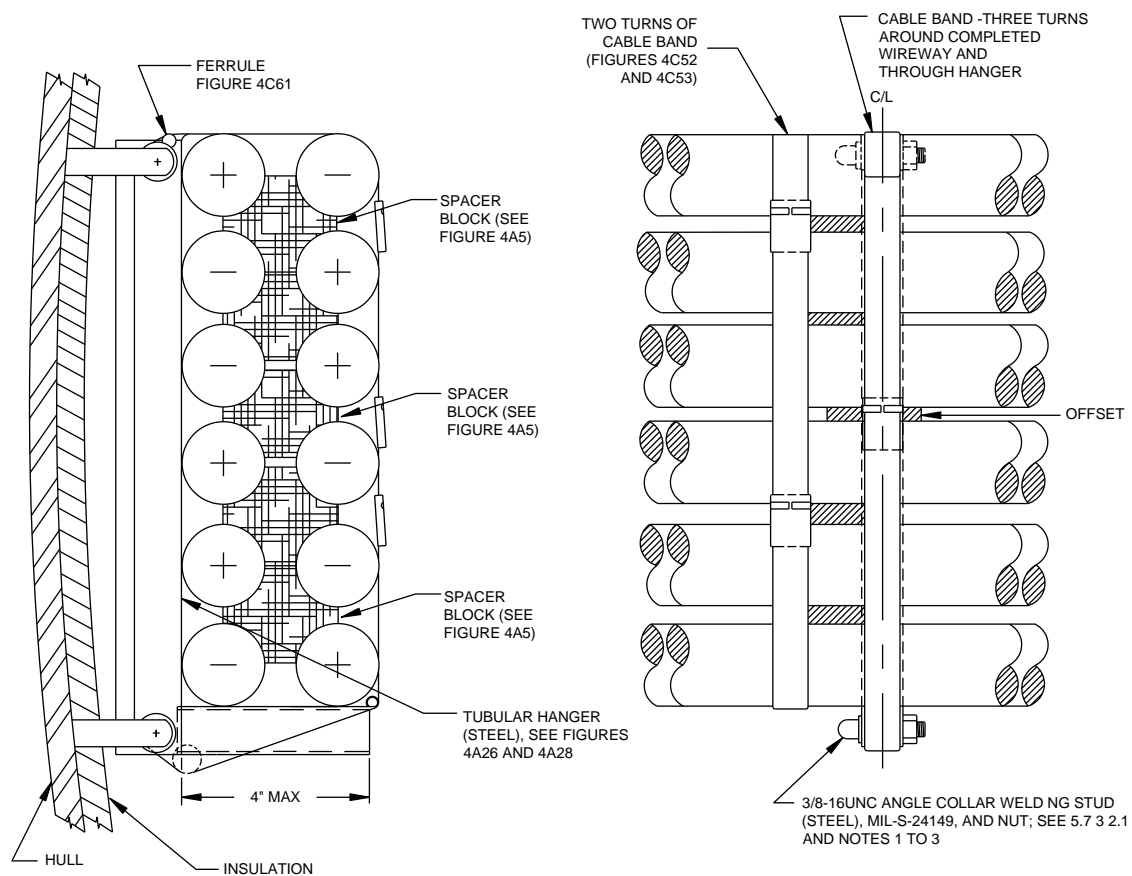 FERRULE
FIGURE 4C61
SPACER
BLOCK (SEE
FIGURE 4A5)
SPACER
BLOCK (SEE
FIGURE 4A5)
SPACER
BLOCK (SEE
FIGURE 4A5)
TUBULAR HANGER
(STEEL), SEE FIGURES
4A26 AND 4A28
4" MAX
HULL
INSULATION
TWO TURNS OF
CABLE BAND
(FIGURES 4C52
AND 4C53)
CABLE BAND -THREE TURNS
AROUND COMPLETED
WIREWAY AND
THROUGH HANGER
C/L
OFFSET
3/8-16UNC ANGLE COLLAR WELD NG STUD
(STEEL), MIL-S-24149, AND NUT; SEE 5.7 3 2.1
AND NOTES 1 TO 3